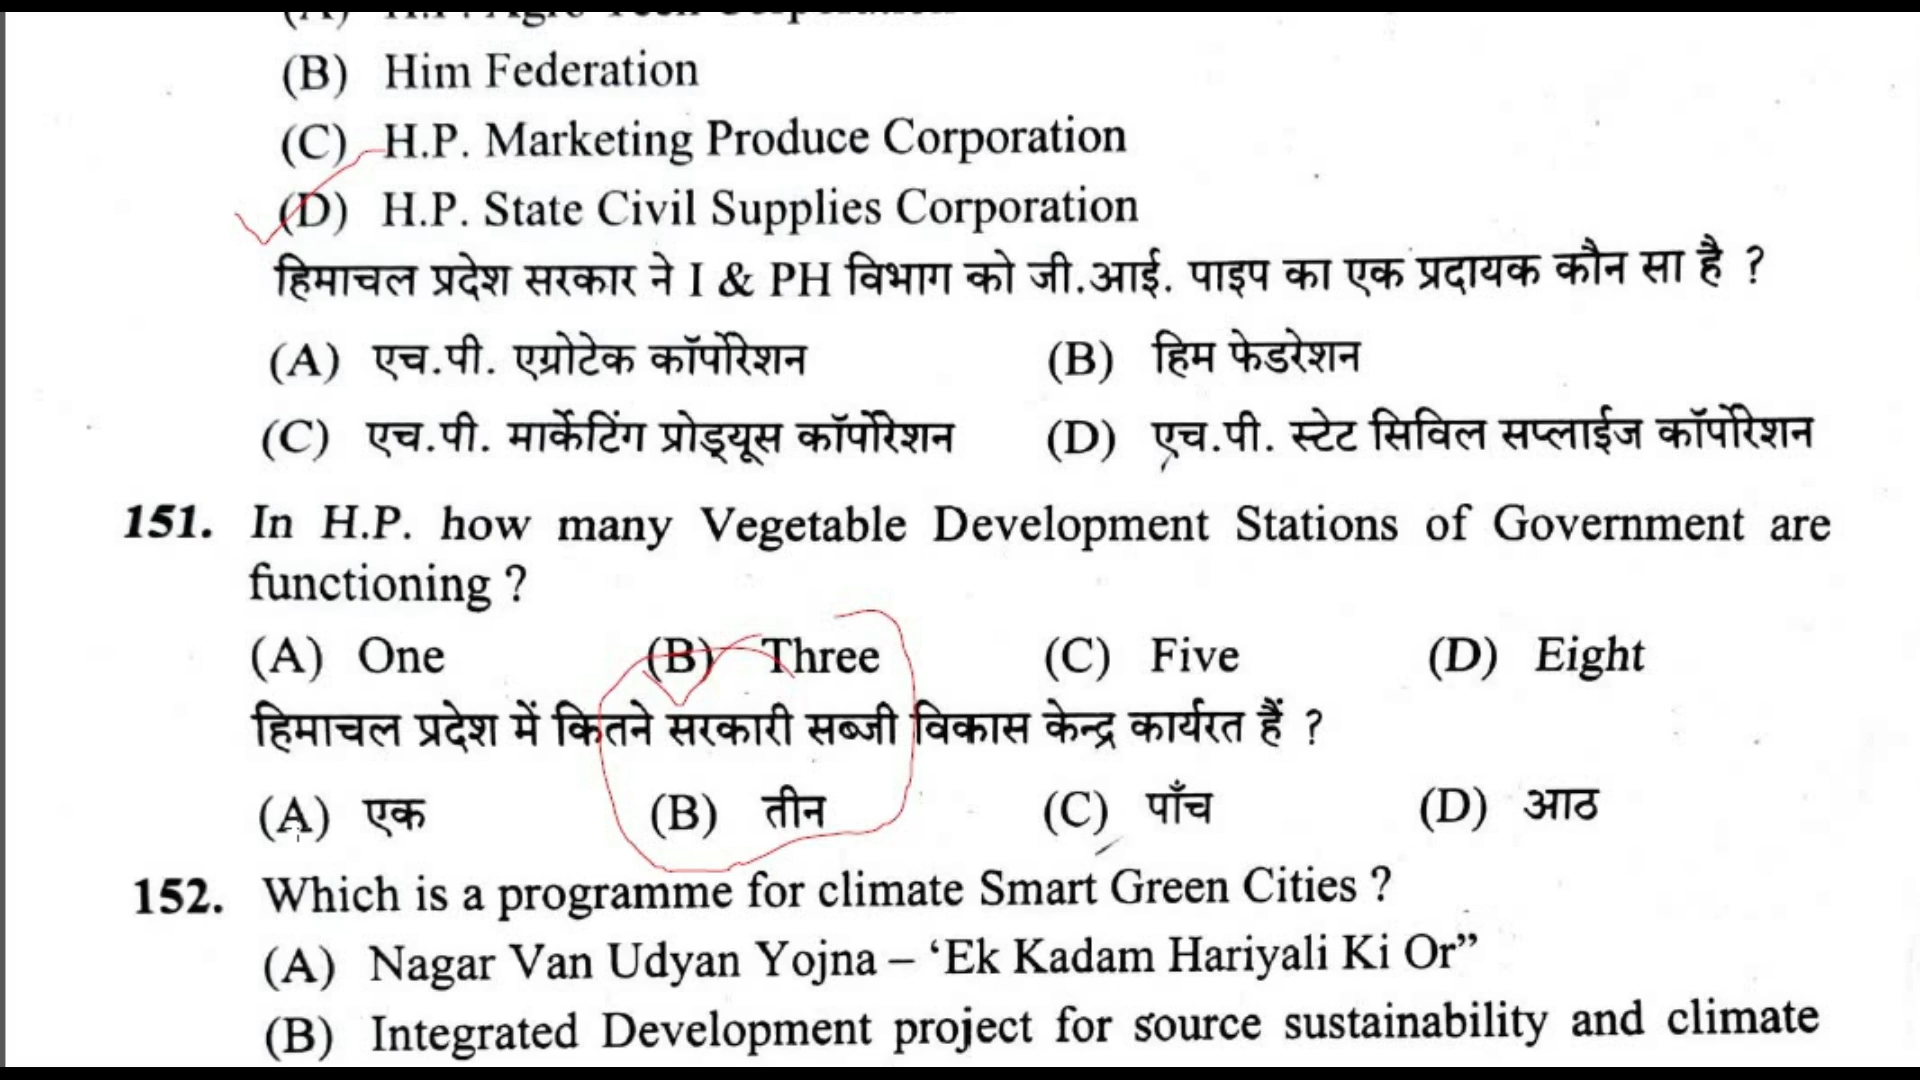 (B) Him Federation
(C) H.P. Marketing Produce Corporation
(D) H.P. State Civil Supplies Corporation
हिमाचल प्रदेश सरकार ने I & PH विभाग को जी.आई. पाइप का एक प्रदायक कौन सा है ?
(A) एच.पी. एग्रोटेक कॉर्पोरेशन (B) हिम फेडरेशन
(C) एच.पी. मार्केटिंग प्रोड्यूस कॉर्पोरेशन (D) एच.पी. स्टेट सिविल सप्लाईज कॉर्पोरेशन
151. In H.P. how many Vegetable Development Stations of Government are
functioning ?
(A) One (B) Three (C) Five (D) Eight
हिमाचल प्रदेश में कितने सरकारी सब्जी विकास केन्द्र कार्यरत हैं ?
(A) एक (B) तीन (C) पाँच (D) आठ
152. Which is a programme for climate Smart Green Cities ?
(A) Nagar Van Udyan Yojna – ‘Ek Kadam Hariyali Ki Or”
(B) Integrated Development project for source sustainability and climate